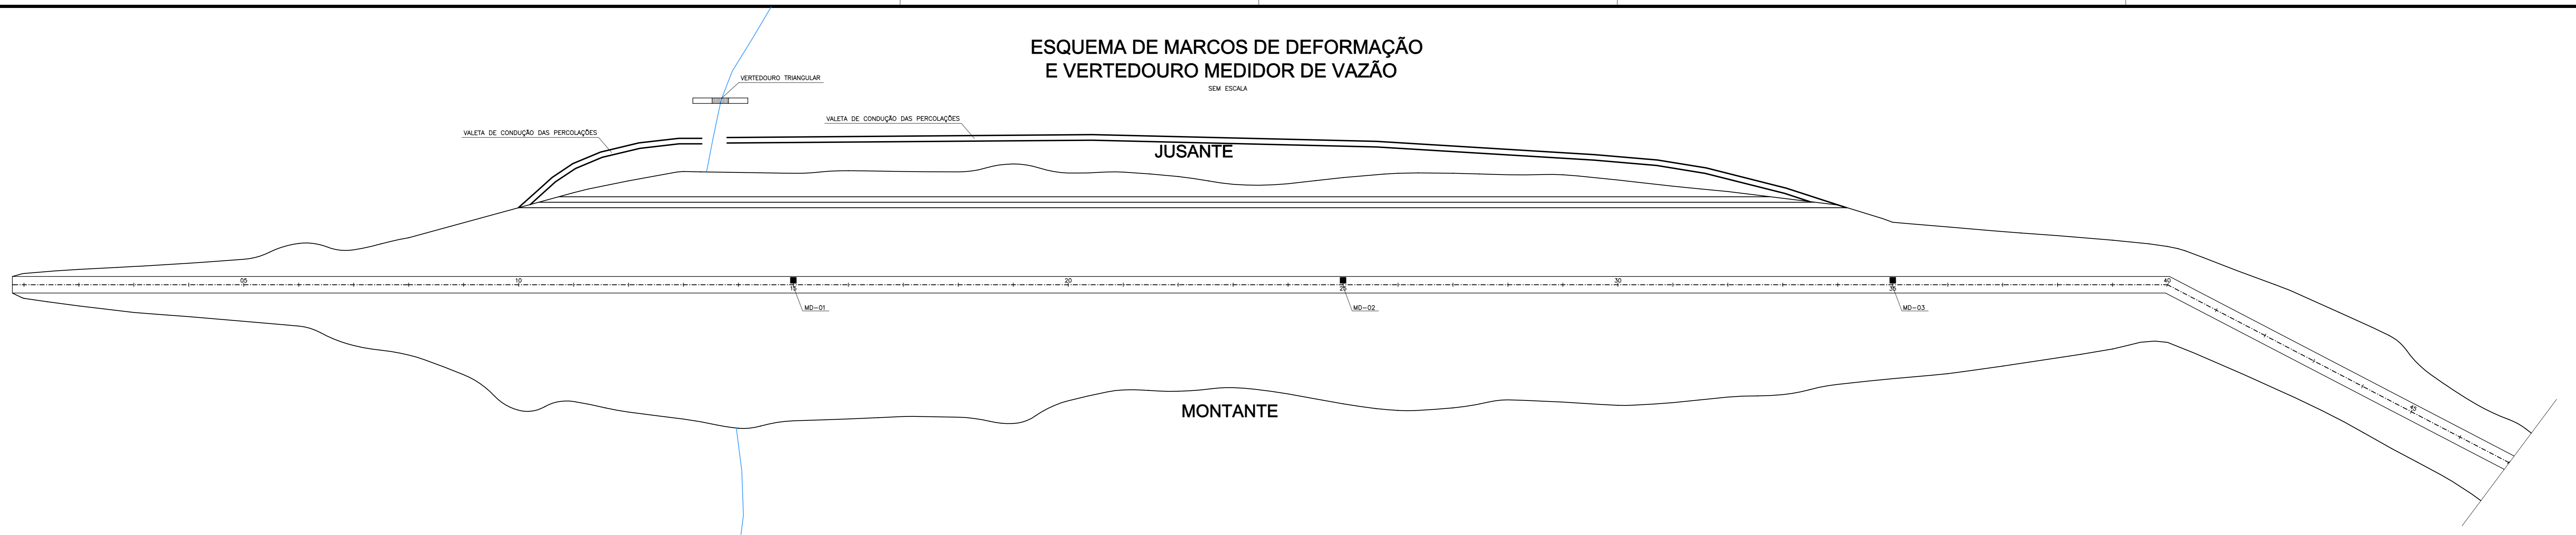 ESQUEMA DE MARCOS DE DEFORMAÇÃO
E VERTEDOURO MEDIDOR DE VAZÃO
SEM ESCALA
VERTEDOURO TRIANGULAR
VALETA DE CONDUÇÃO DAS PERCOLAÇÕES
VALETA DE CONDUÇÃO DAS PERCOLAÇÕES
JUSANTE
05
10
15
20
25
30
35
40
45
MD-01
MD-02
MD-03
MONTANTE